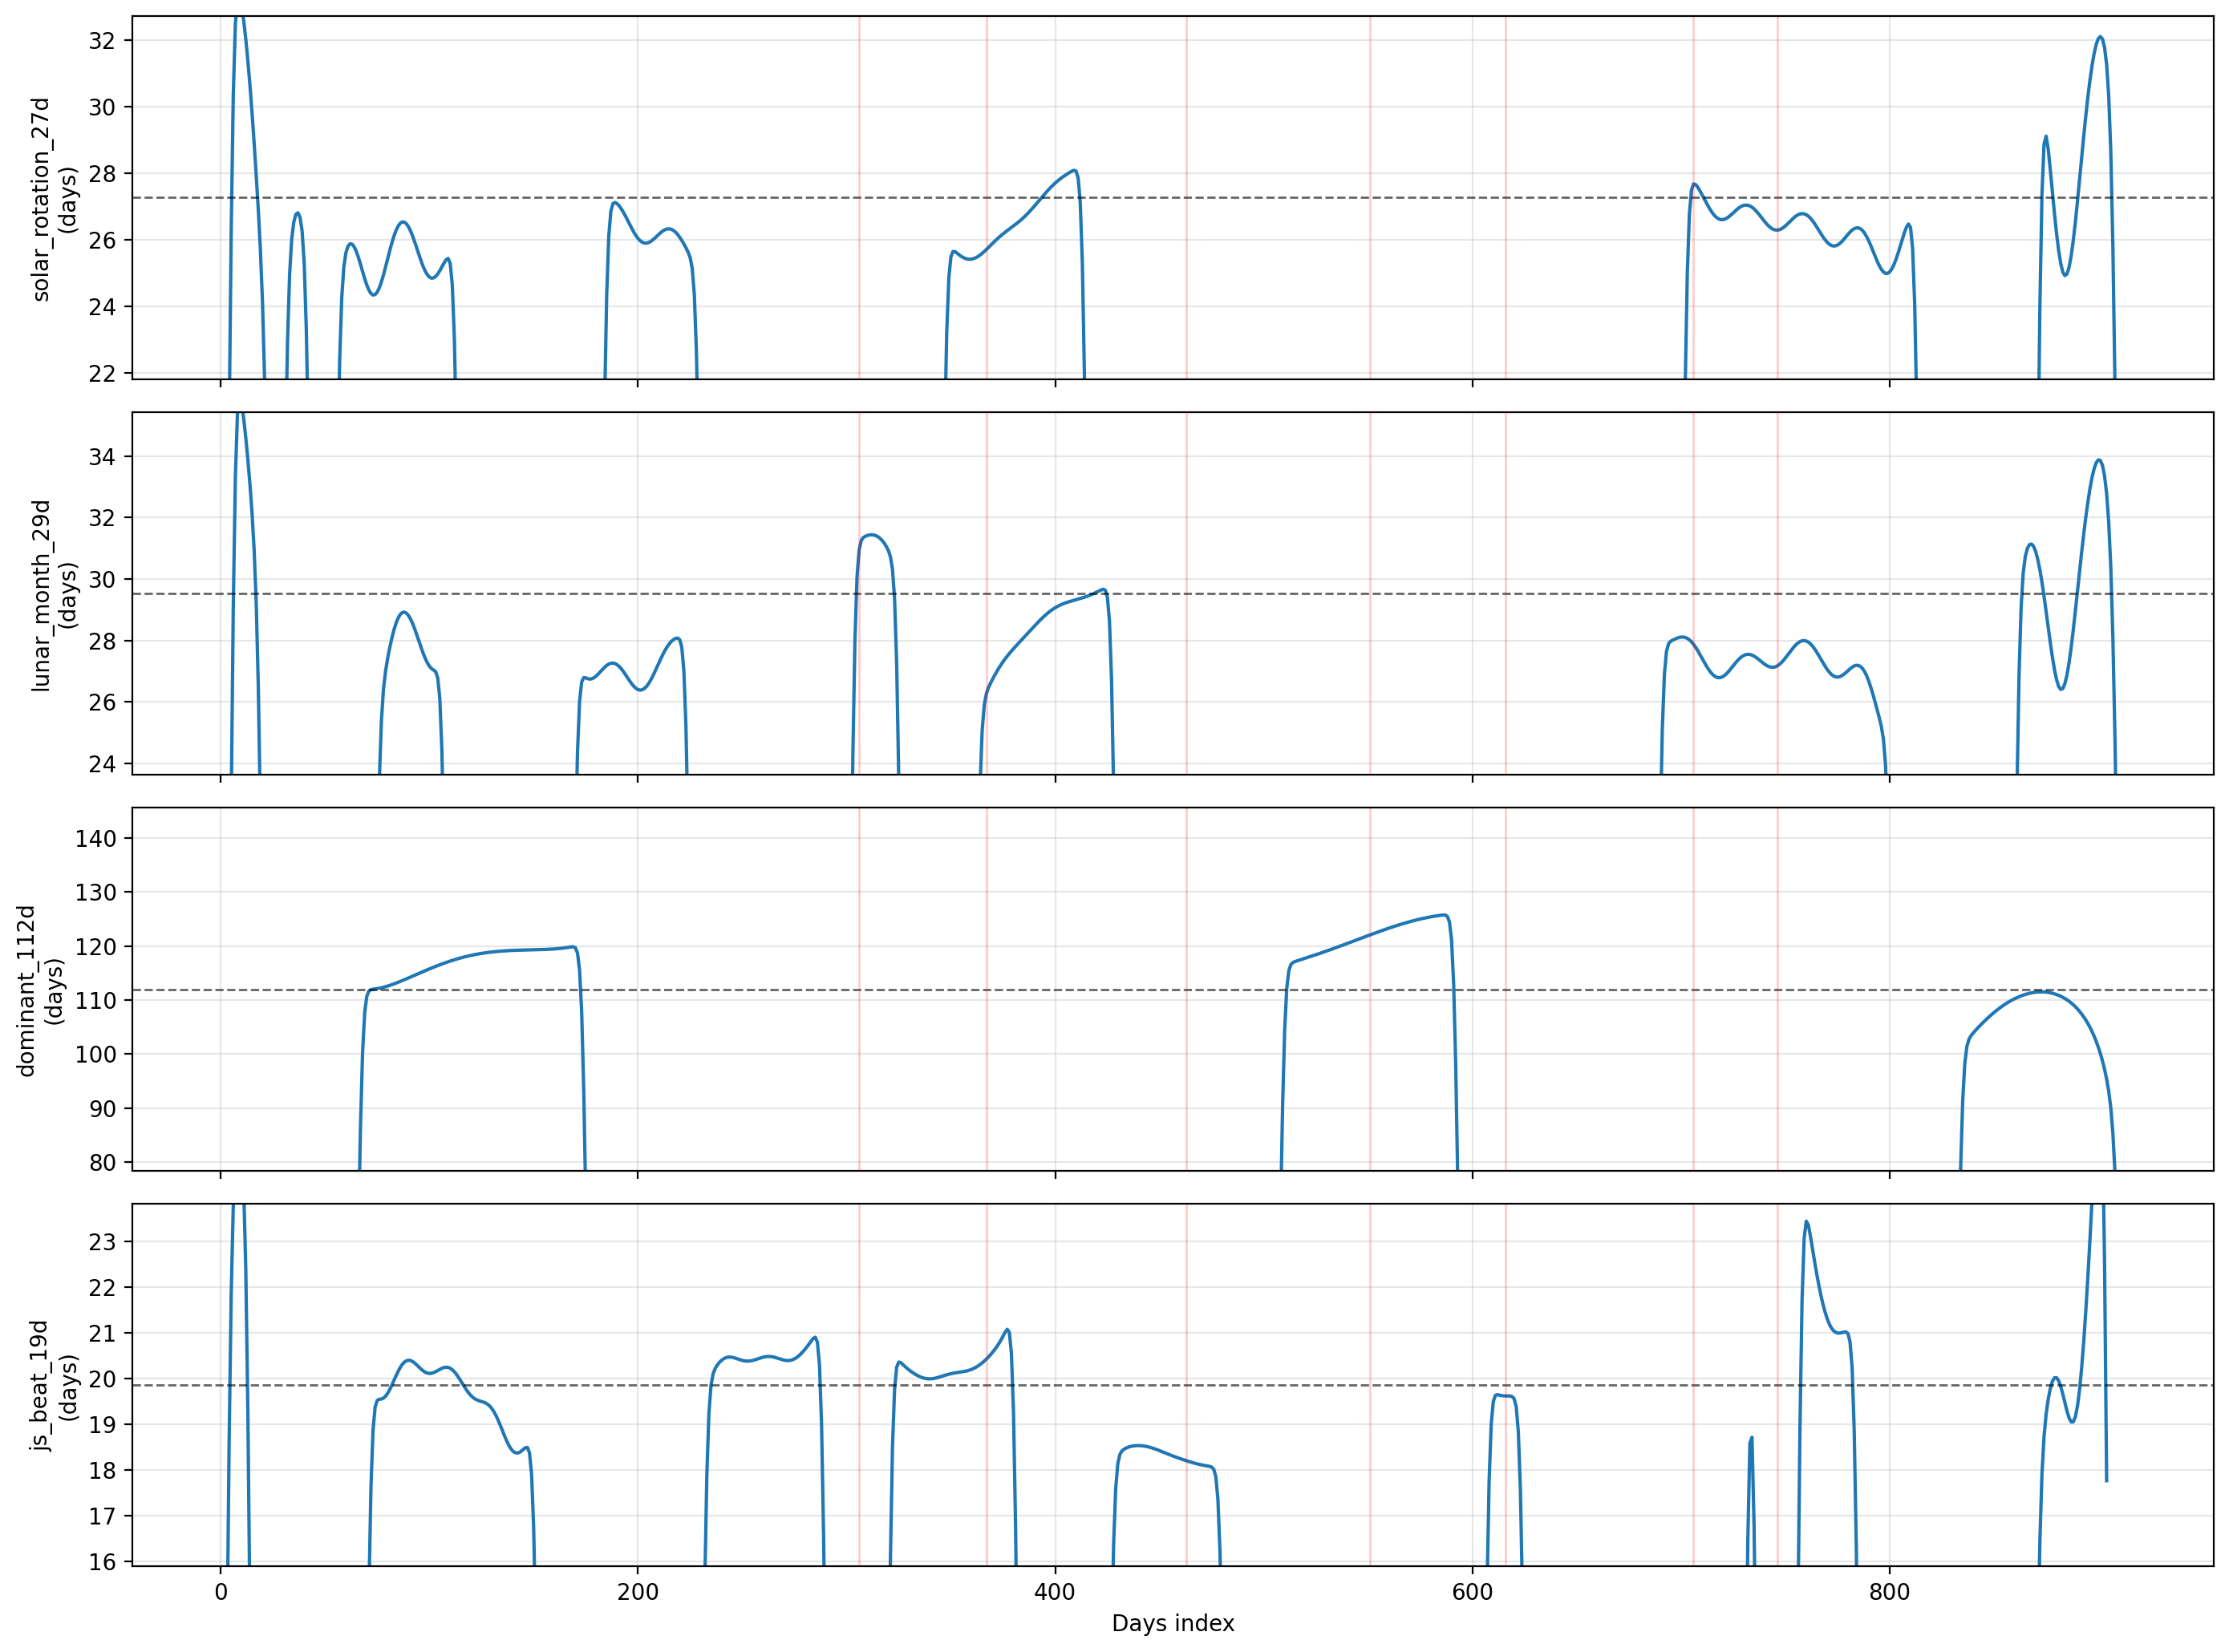 32
30
28
26
24
22
solar_rotation_27d
(days)
34
32
30
28
26
24
lunar_month_29d
(days)
140
130
120
110
100
90
80
dominant_112d
(days)
23
22
21
20
19
18
17
16
js_beat_19d
(days)
0 200 400 600 800
Days index